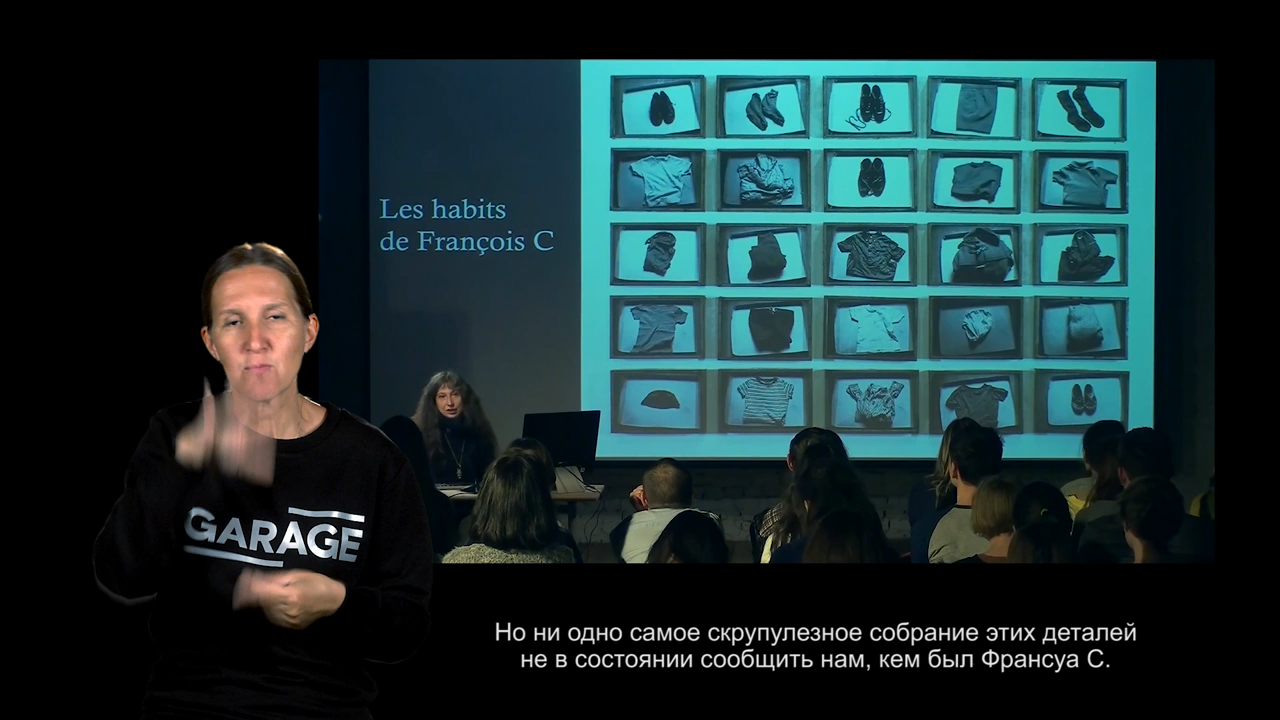 Les habits
de François C
GARAGE
Но ни одно самое скрупулезное собрание этих деталей
не в состоянии сообщить нам, кем был Франсуа С.